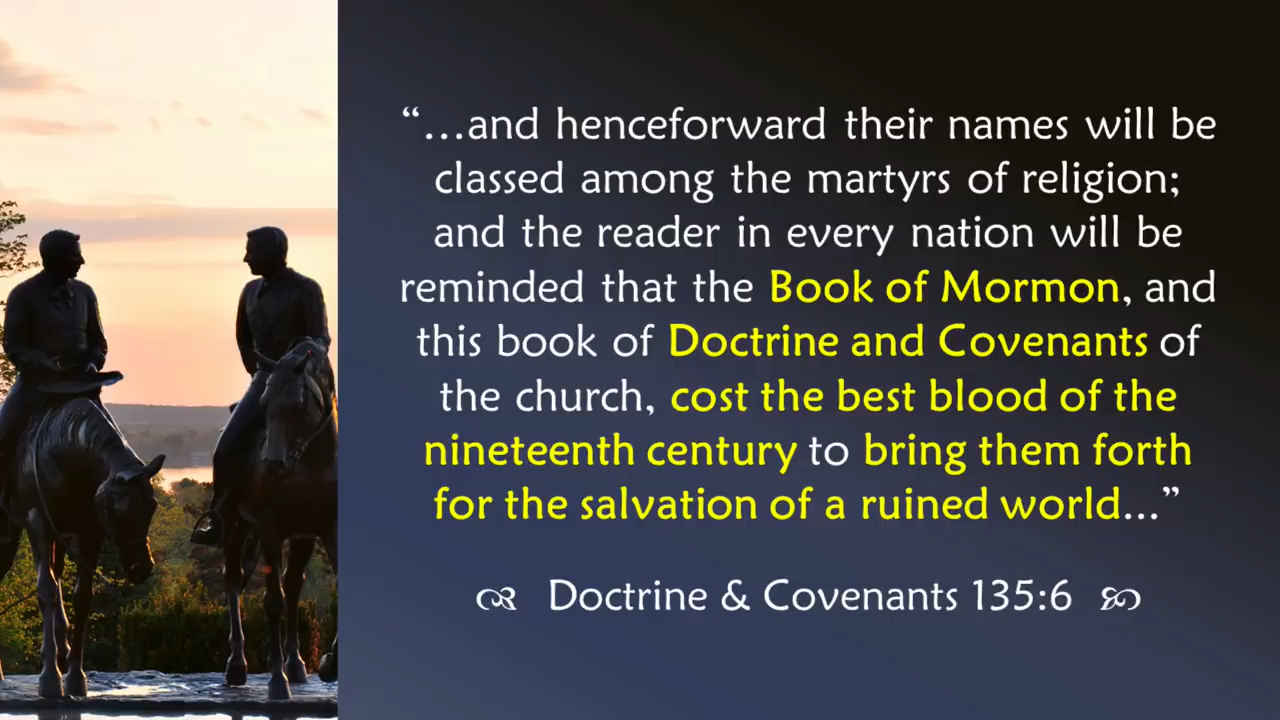 “…and henceforward their names will be
classed among the martyrs of religion;
and the reader in every nation will be
reminded that the Book of Mormon, and
this book of Doctrine and Covenants of
the church, cost the best blood of the
nineteenth century to bring them forth
for the salvation of a ruined world…”
Doctrine & Covenants 135:6